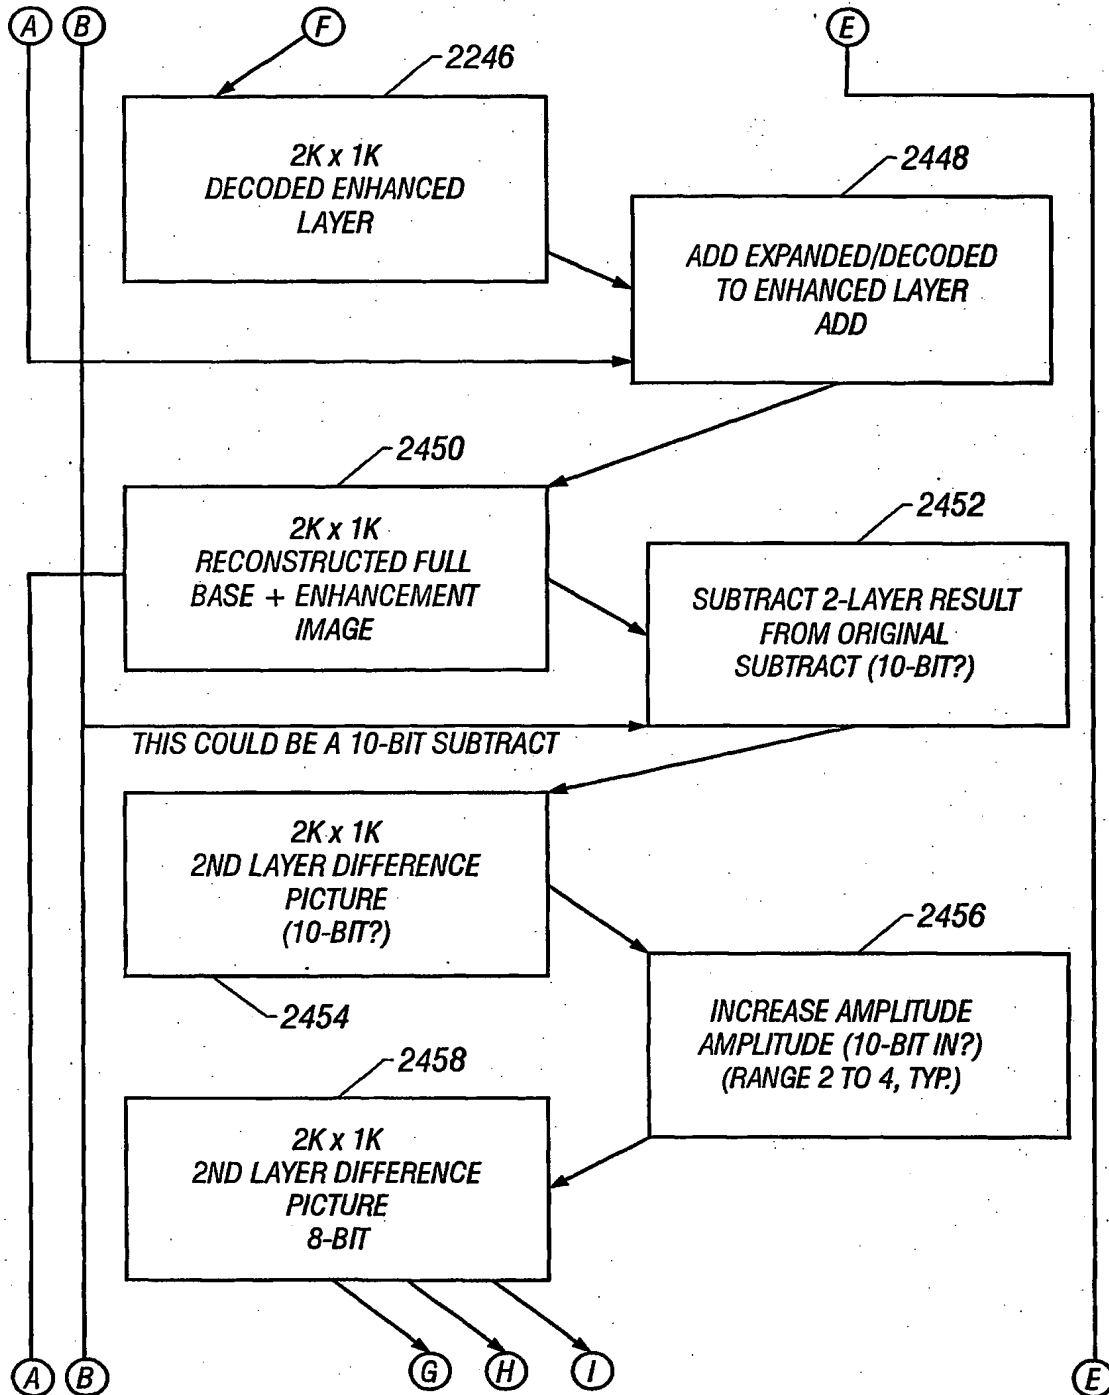 A B F E
2246
2K x 1K
DECODED ENHANCED
LAYER
2448
ADD EXPANDED/DECODED
TO ENHANCED LAYER
ADD
2450
2K x 1K
RECONSTRUCTED FULL
BASE + ENHANCEMENT
IMAGE
2452
SUBTRACT 2-LAYER RESULT
FROM ORIGINAL
SUBTRACT (10-BIT?)
THIS COULD BE A 10-BIT SUBTRACT
2K x 1K
2ND LAYER DIFFERENCE
PICTURE
(10-BIT?)
2454
2456
INCREASE AMPLITUDE
AMPLITUDE (10-BIT IN?)
(RANGE 2 TO 4, TYP.)
2458
2K x 1K
2ND LAYER DIFFERENCE
PICTURE
8-BIT
A B G H I E